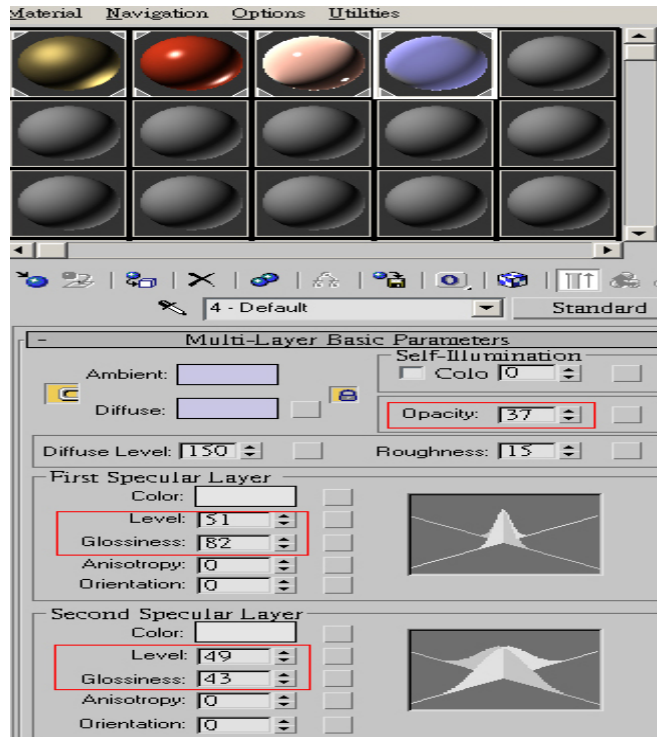 Material Navigation Options Utilities
4 - Default Standard
Multi-Layer Basic Parameters
Ambient:
Diffuse:
Self-Illumination
Colo 0
Opacity: 37
Diffuse Level: 150 Roughness: 15
First Specular Layer
Color:
Level: 51
Glossiness: 82
Anisotropy: 0
Orientation: 0
Second Specular Layer
Color:
Level: 49
Glossiness: 43
Anisotropy: 0
Orientation: 0